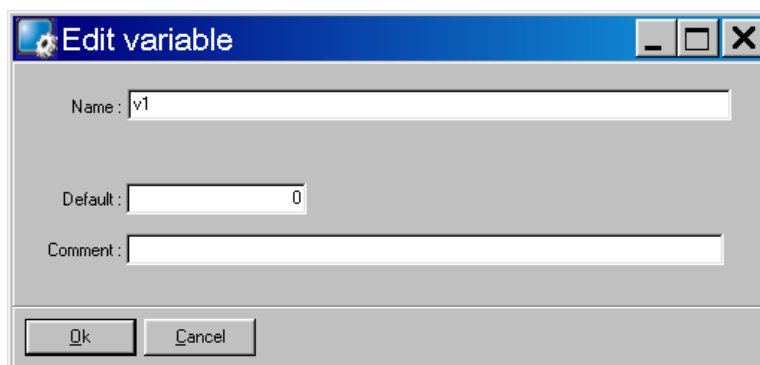 Edit variable
Name : v1
Default : 0
Comment :
Ok Cancel